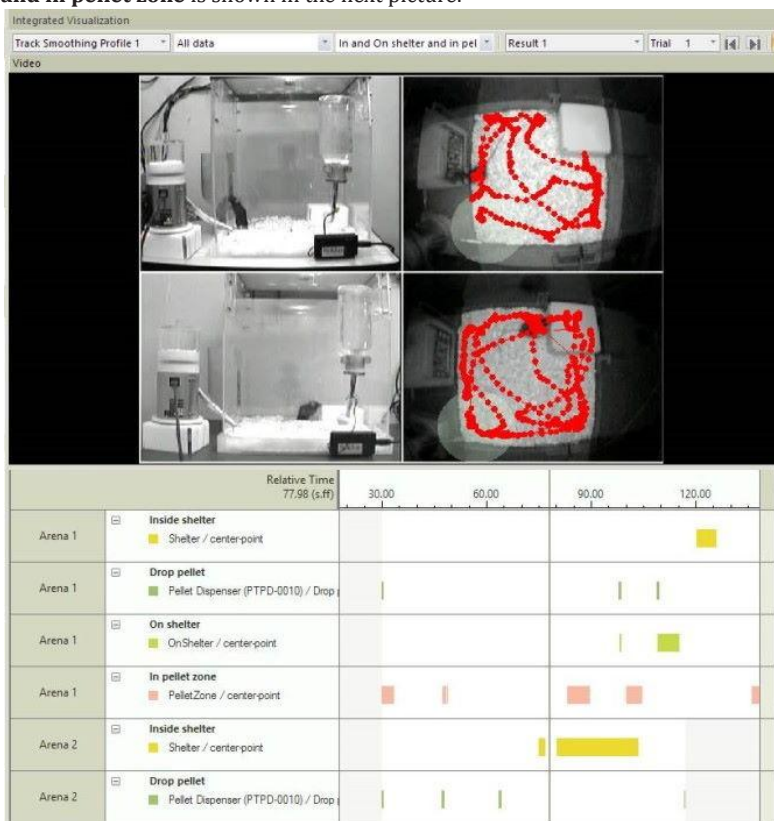 and in pellet zone is shown in the next picture.
Integrated Visualization
Track Smoothing Profile 1
All data
In and On shelter and in pel
Result 1
Trial 1
Video
Relative Time
77.98 (s.ff)
30.00 60.00 90.00 120.00
Arena 1
Inside shelter
Shelter / center-point
Arena 1
Drop pellet
Pellet Dispenser (PTPD-0010) / Drop
Arena 1
On shelter
OnShelter / center-point
Arena 1
In pellet zone
PelletZone / center-point
Arena 2
Inside shelter
Shelter / center-point
Arena 2
Drop pellet
Pellet Dispenser (PTPD-0010) / Drop